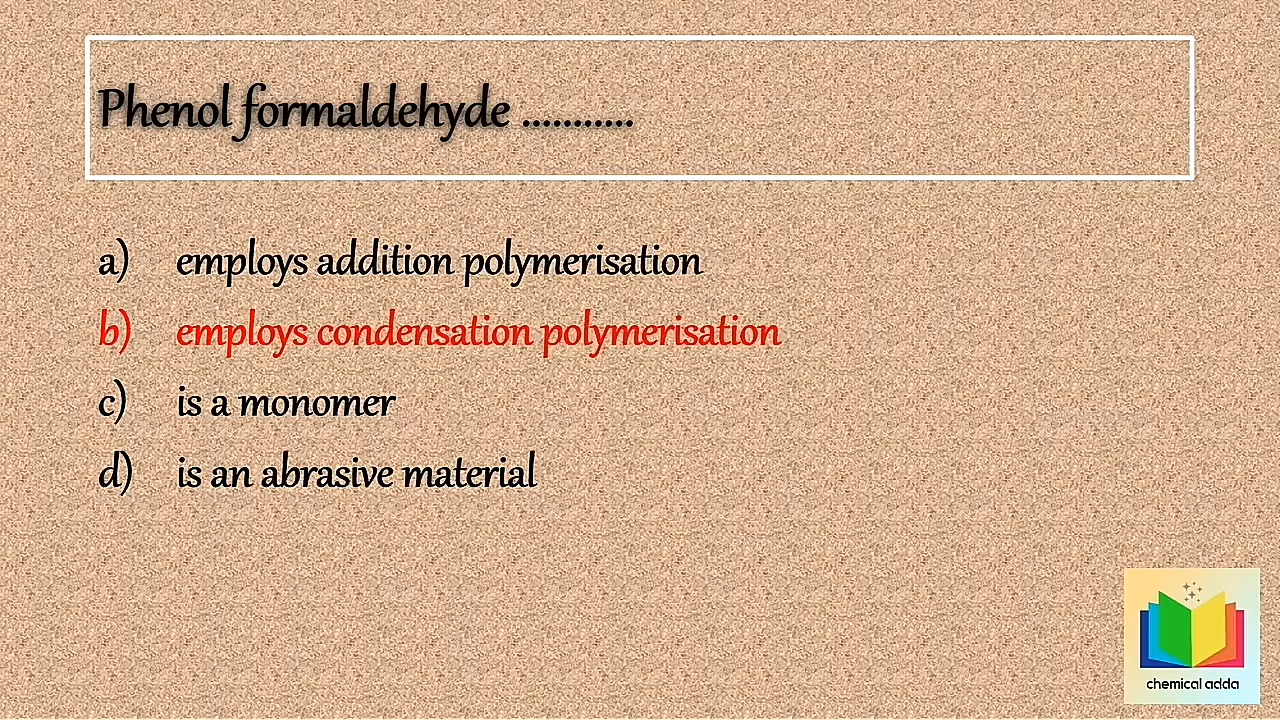 Phenol formaldehyde ...........
a) employs addition polymerisation
b) employs condensation polymerisation
c) is a monomer
d) is an abrasive material
chemical adda